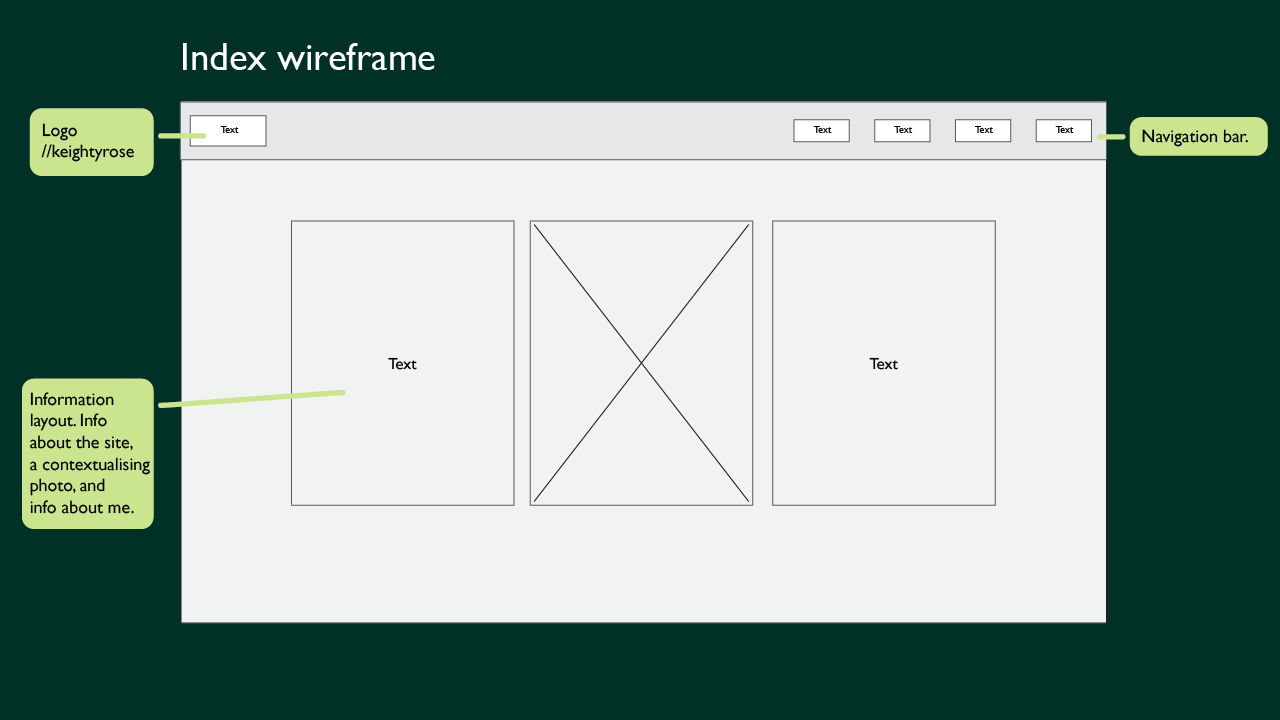 Index wireframe
Logo
//keightyrose
Text
Text
Text
Text
Text
Navigation bar.
Text
Text
Information
layout. Info
about the site,
a contextualising
photo, and
info about me.